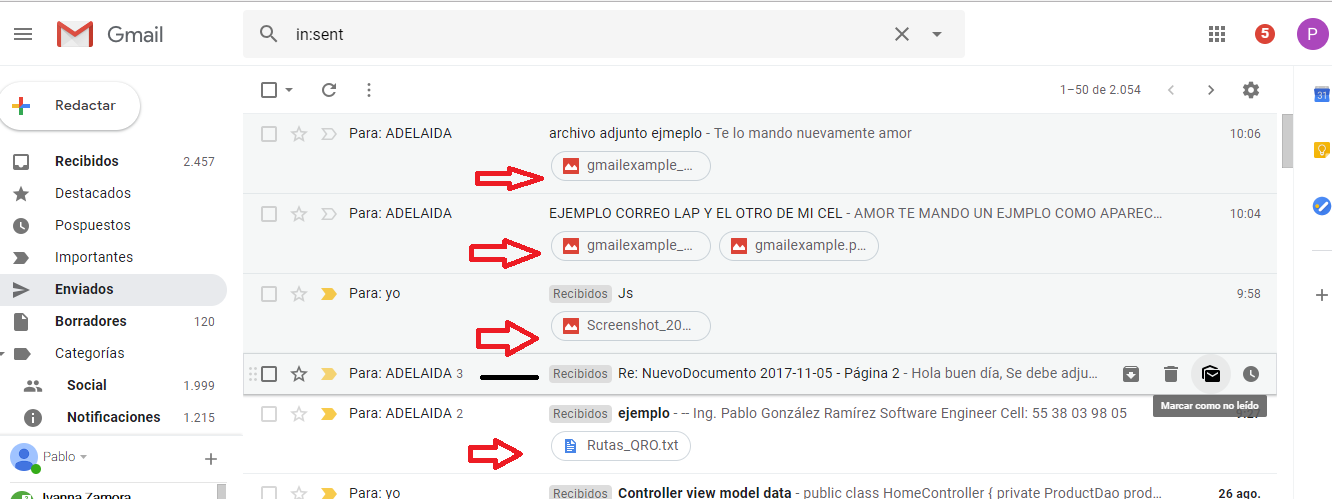 Gmail
in:sent
5
P
Redactar
1–50 de 2.054
31
Recibidos 2.457
Destacados
Pospuestos
Importantes
Enviados
Borradores 120
Categorías
Social 1.999
Notificaciones 1.215
Pablo
Ivanna Zamora
Para: ADELAIDA archivo adjunto ejmeplo - Te lo mando nuevamente amor 10:06
gmailexample_...
Para: ADELAIDA EJEMPLO CORREO LAP Y EL OTRO DE MI CEL - AMOR TE MANDO UN EJMPLO COMO APAREC... 10:04
gmailexample_... gmailexample.p...
Para: yo Recibidos Js 9:58
Screenshot_20...
Para: ADELAIDA 3 Recibidos Re: NuevoDocumento 2017-11-05 - Página 2 - Hola buen día, Se debe adju...
Marcar como no leído
Para: ADELAIDA 2 Recibidos ejemplo - -- Ing. Pablo González Ramírez Software Engineer Cell: 55 38 03 98 05
Rutas_QRO.txt
Para: yo Recibidos Controller view model data - public class HomeController { private ProductDao prod... 26 ago.